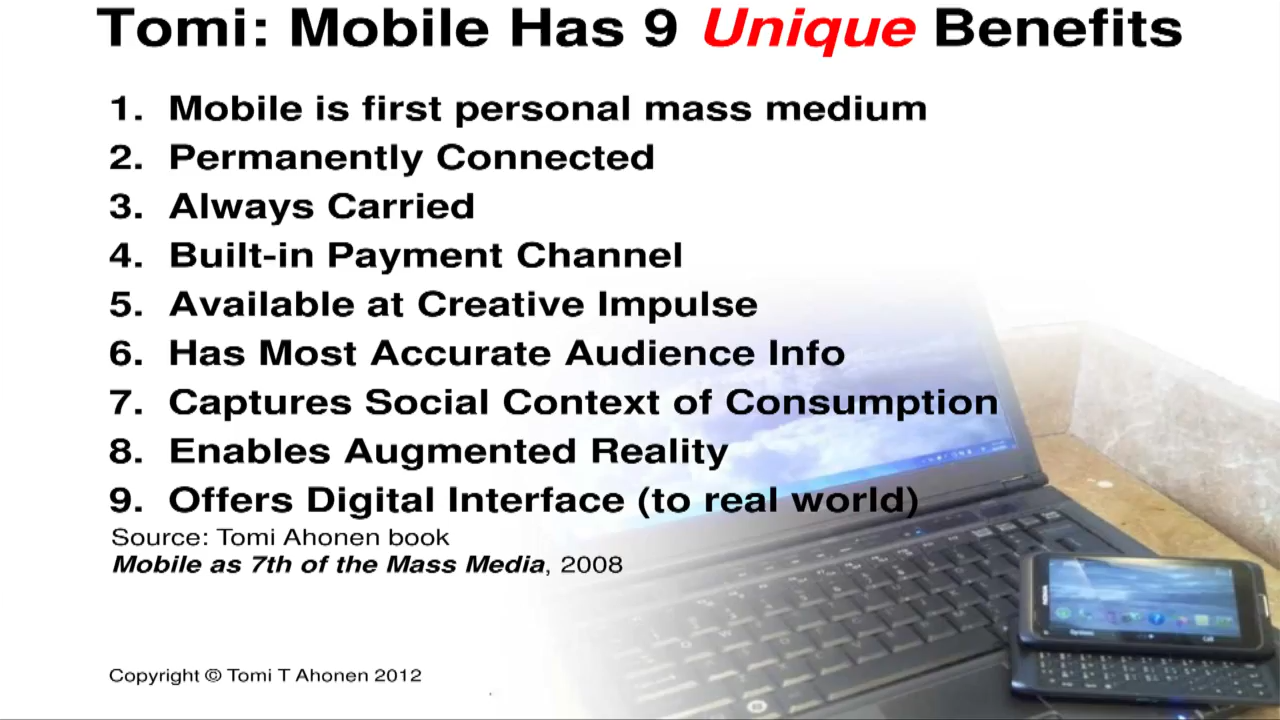 Tomi: Mobile Has 9 Unique Benefits
1. Mobile is first personal mass medium
2. Permanently Connected
3. Always Carried
4. Built-in Payment Channel
5. Available at Creative Impulse
6. Has Most Accurate Audience Info
7. Captures Social Context of Consumption
8. Enables Augmented Reality
9. Offers Digital Interface (to real world)
Source: Tomi Ahonen book
Mobile as 7th of the Mass Media, 2008
NOKIA
Copyright © Tomi T Ahonen 2012